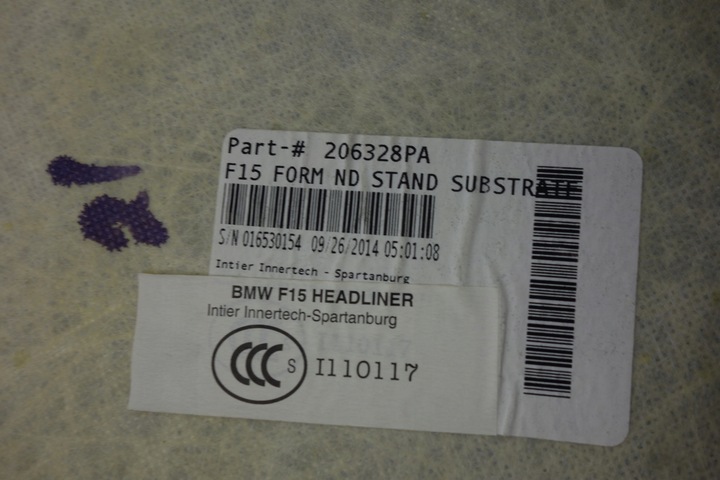 Part-# 206328PA
F15 FORM ND STAND SUBSTRATE
S/N 016530154 09/26/2014 05:01:08
Intier Innertech - Spartanburg
BMW F15 HEADLINER
Intier Innertech-Spartanburg
CCC S I110117